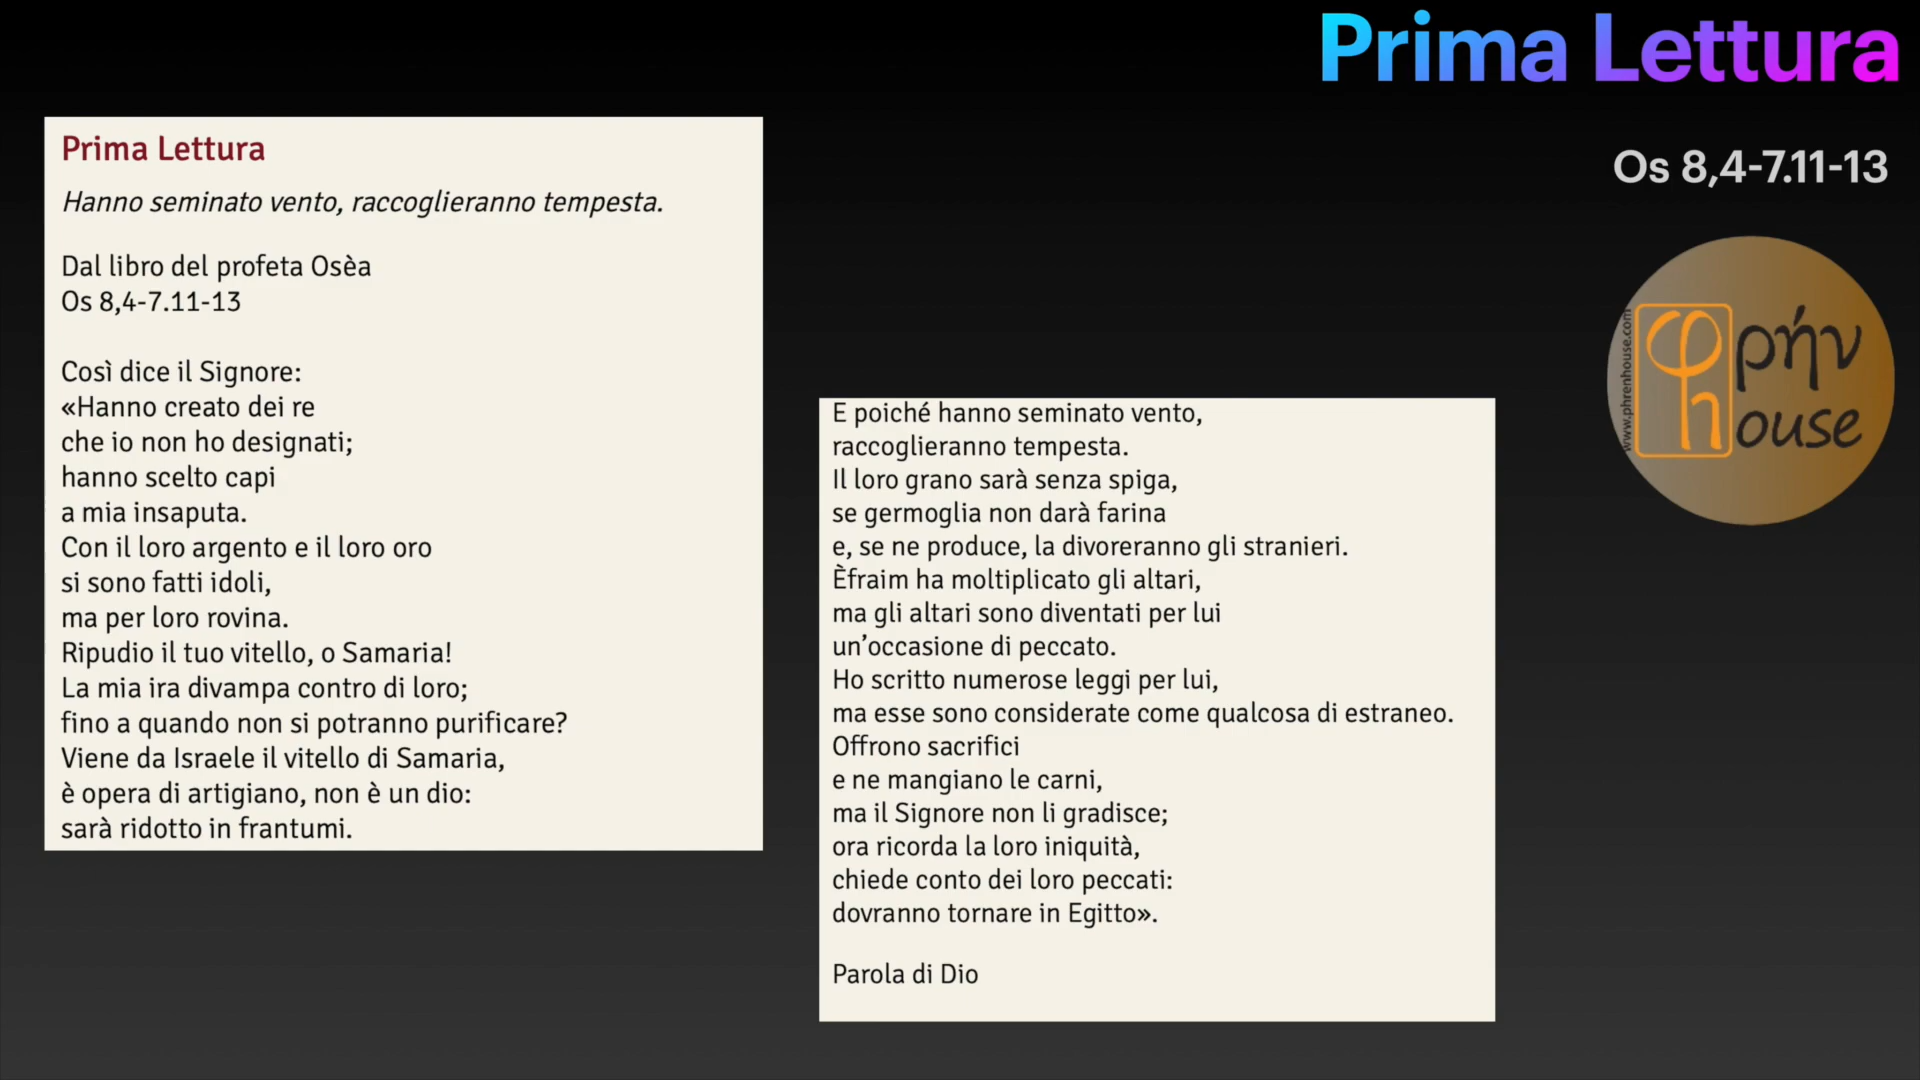 Prima Lettura
Os 8,4-7.11-13
www.phrenhouse.com
φρήν
house
Prima Lettura
Hanno seminato vento, raccoglieranno tempesta.
Dal libro del profeta Osèa
Os 8,4-7.11-13
Così dice il Signore:
«Hanno creato dei re
che io non ho designati;
hanno scelto capi
a mia insaputa.
Con il loro argento e il loro oro
si sono fatti idoli,
ma per loro rovina.
Ripudio il tuo vitello, o Samaria!
La mia ira divampa contro di loro;
fino a quando non si potranno purificare?
Viene da Israele il vitello di Samaria,
è opera di artigiano, non è un dio:
sarà ridotto in frantumi.
E poiché hanno seminato vento,
raccoglieranno tempesta.
Il loro grano sarà senza spiga,
se germoglia non darà farina
e, se ne produce, la divoreranno gli stranieri.
Èfraim ha moltiplicato gli altari,
ma gli altari sono diventati per lui
un’occasione di peccato.
Ho scritto numerose leggi per lui,
ma esse sono considerate come qualcosa di estraneo.
Offrono sacrifici
e ne mangiano le carni,
ma il Signore non li gradisce;
ora ricorda la loro iniquità,
chiede conto dei loro peccati:
dovranno tornare in Egitto».
Parola di Dio